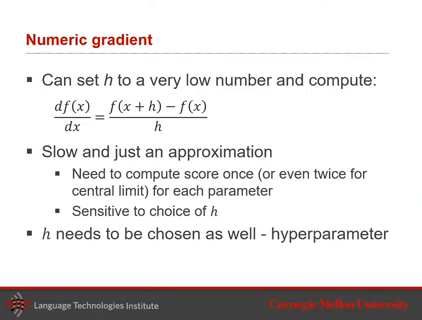 Numeric gradient
▪ Can set h to a very low number and compute:
df(x)/dx = f(x + h) − f(x)/h
▪ Slow and just an approximation
▪ Need to compute score once (or even twice for
central limit) for each parameter
▪ Sensitive to choice of h
▪ h needs to be chosen as well - hyperparameter
Language Technologies Institute
Carnegie Mellon University